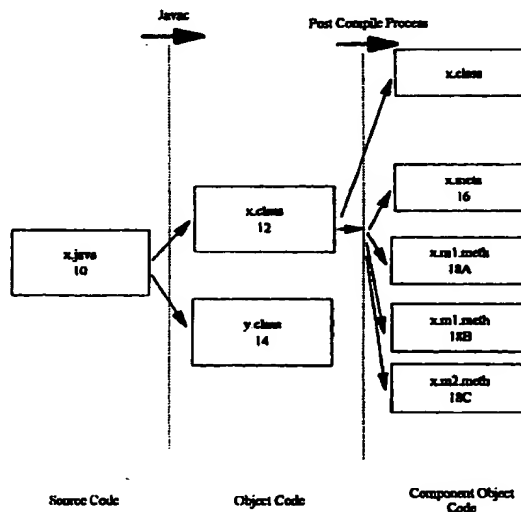 Javac
Post Compile Process
x.class
x.meta
16
x.class
12
x.java
10
x.m1.meth
18A
y.class
14
x.m1.meth
18B
x.m2.meth
18C
Source Code
Object Code
Component Object
Code